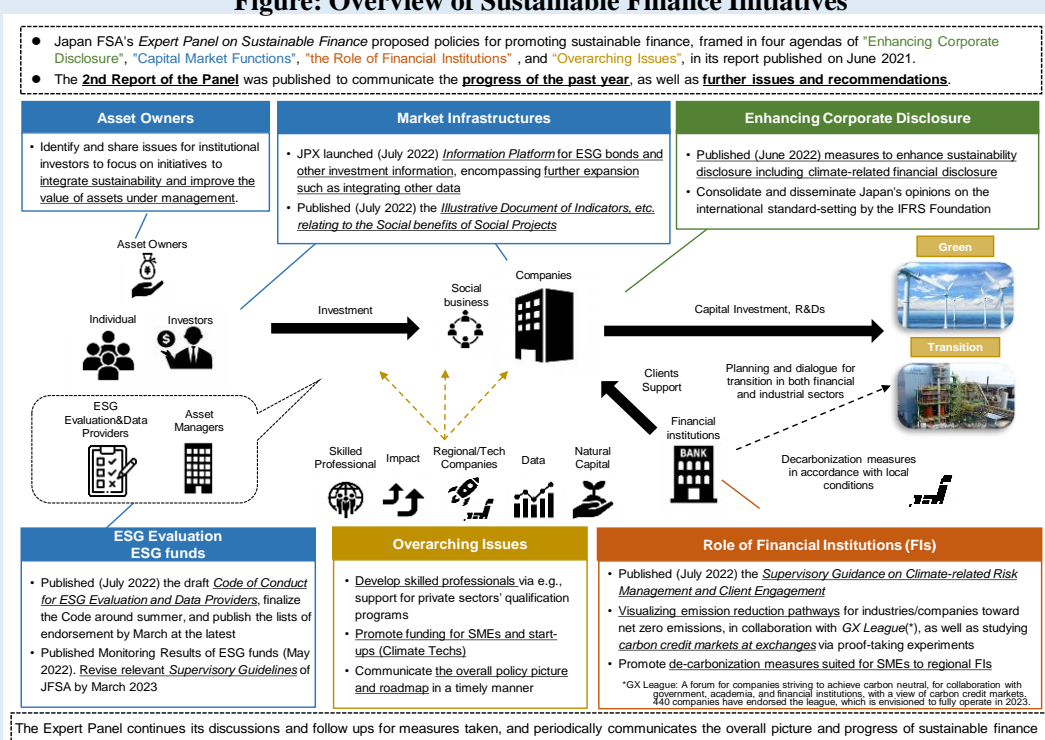 Figure: Overview of Sustainable Finance Initiatives
● Japan FSA's Expert Panel on Sustainable Finance proposed policies for promoting sustainable finance, framed in four agendas of "Enhancing Corporate
Disclosure", "Capital Market Functions", "the Role of Financial Institutions" , and "Overarching Issues", in its report published on June 2021.
● The 2nd Report of the Panel was published to communicate the progress of the past year, as well as further issues and recommendations.
Asset Owners
• Identify and share issues for institutional
investors to focus on initiatives to
integrate sustainability and improve the
value of assets under management.
Market Infrastructures
• JPX launched (July 2022) Information Platform for ESG bonds and
other investment information, encompassing further expansion
such as integrating other data
• Published (July 2022) the Illustrative Document of Indicators, etc.
relating to the Social benefits of Social Projects
Enhancing Corporate Disclosure
• Published (June 2022) measures to enhance sustainability
disclosure including climate-related financial disclosure
• Consolidate and disseminate Japan's opinions on the
international standard-setting by the IFRS Foundation
Asset Owners
Individual
Investors
Investment
Social
business
Companies
Capital Investment, R&Ds
Green
Transition
Clients
Support
Planning and dialogue for
transition in both financial
and industrial sectors
ESG
Evaluation&Data
Providers
Asset
Managers
Skilled
Professional
Impact
Regional/Tech
Companies
Data
Natural
Capital
Financial
institutions
BANK
Decarbonization measures
in accordance with local
conditions
ESG Evaluation
ESG funds
• Published (July 2022) the draft Code of Conduct
for ESG Evaluation and Data Providers, finalize
the Code around summer, and publish the lists of
endorsement by March at the latest
• Published Monitoring Results of ESG funds (May
2022). Revise relevant Supervisory Guidelines of
JFSA by March 2023
Overarching Issues
• Develop skilled professionals via e.g.,
support for private sectors' qualification
programs
• Promote funding for SMEs and start-
ups (Climate Techs)
• Communicate the overall policy picture
and roadmap in a timely manner
Role of Financial Institutions (FIs)
• Published (July 2022) the Supervisory Guidance on Climate-related Risk
Management and Client Engagement
• Visualizing emission reduction pathways for industries/companies toward
net zero emissions, in collaboration with GX League(*), as well as studying
carbon credit markets at exchanges via proof-taking experiments
• Promote de-carbonization measures suited for SMEs to regional FIs
*GX League: A forum for companies striving to achieve carbon neutral, for collaboration with
government, academia, and financial institutions, with a view of carbon credit markets.
440 companies have endorsed the league, which is envisioned to fully operate in 2023.
The Expert Panel continues its discussions and follow ups for measures taken, and periodically communicates the overall picture and progress of sustainable finance